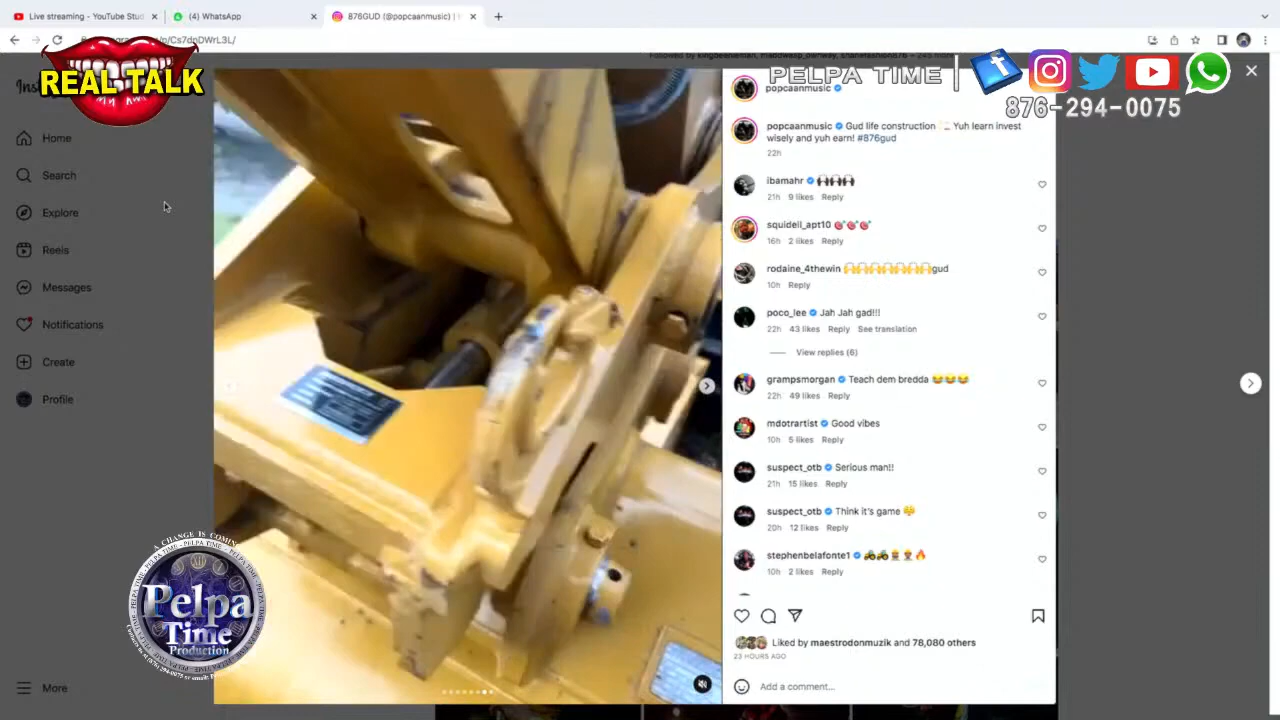 Live streaming - YouTube Stud
(4) WhatsApp
876GUD (@popcaanmusic) | I
/Cs7dpDWrL3L/
REAL TALK
PELPA TIME |
876-294-0075
Home
Search
Explore
Reels
Messages
Notifications
Create
Profile
More
popcaanmusic
popcaanmusic Gud life construction Yuh learn invest
wisely and yuh earn! #876gud
22h
ibamahr
21h 9 likes Reply
squidell_apt10
16h 2 likes Reply
rodaine_4thewin gud
10h Reply
poco_lee Jah Jah gad!!!
22h 43 likes Reply See translation
View replies (6)
grampsmorgan Teach dem bredda
22h 49 likes Reply
mdotrartist Good vibes
10h 5 likes Reply
suspect_otb Serious man!!
21h 15 likes Reply
suspect_otb Think it's game
20h 12 likes Reply
stephenbelafonte1
10h 2 likes Reply
Liked by maestrodonmuzik and 78,080 others
23 HOURS AGO
Add a comment...
A CHANGE IS COMIN
Pelpa
Time
Production